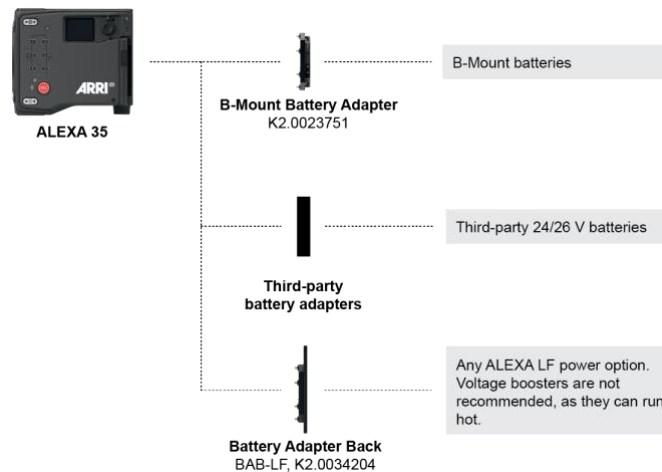 ARRI
ALEXA 35
B-Mount Battery Adapter
K2.0023751
B-Mount batteries
Third-party
battery adapters
Third-party 24/26 V batteries
Battery Adapter Back
BAB-LF, K2.0034204
Any ALEXA LF power option.
Voltage boosters are not
recommended, as they can run
hot.